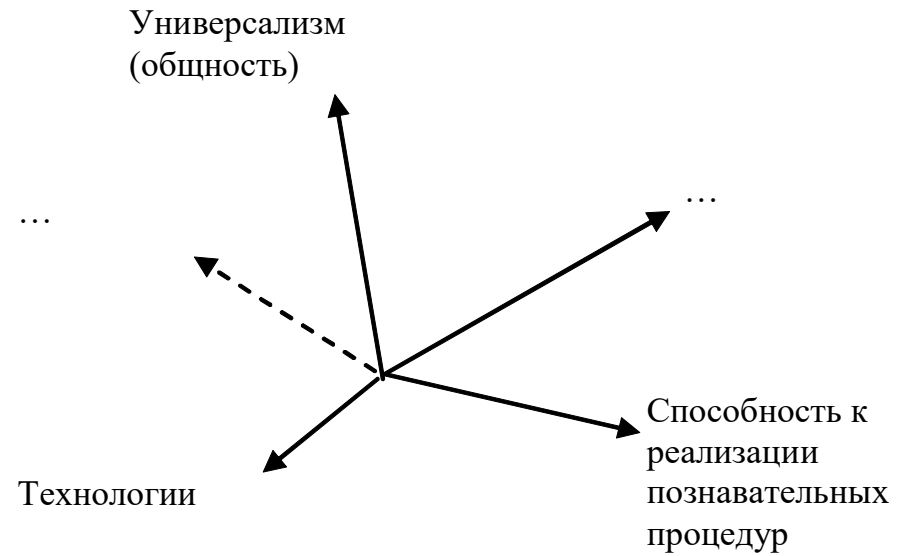 Универсализм
(общность)
…
…
Способность к
реализации
познавательных
процедур
Технологии